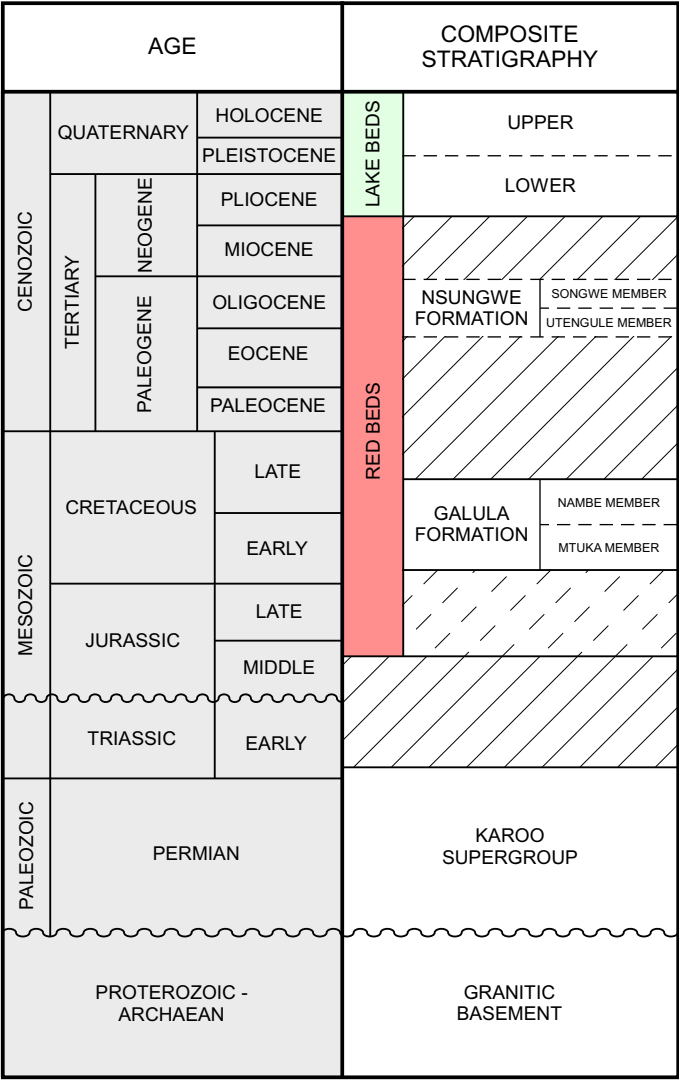 AGE
COMPOSITE
STRATIGRAPHY
CENOZOIC
QUATERNARY
HOLOCENE
PLEISTOCENE
TERTIARY
NEOGENE
PLIOCENE
MIOCENE
PALEOGENE
OLIGOCENE
EOCENE
PALEOCENE
MESOZOIC
CRETACEOUS
LATE
EARLY
JURASSIC
LATE
MIDDLE
TRIASSIC
EARLY
PALEOZOIC
PERMIAN
PROTEROZOIC -
ARCHAEAN
LAKE BEDS
UPPER
LOWER
RED BEDS
NSUNGWE
FORMATION
SONGWE MEMBER
UTENGULE MEMBER
GALULA
FORMATION
NAMBE MEMBER
MTUKA MEMBER
KAROO
SUPERGROUP
GRANITIC
BASEMENT